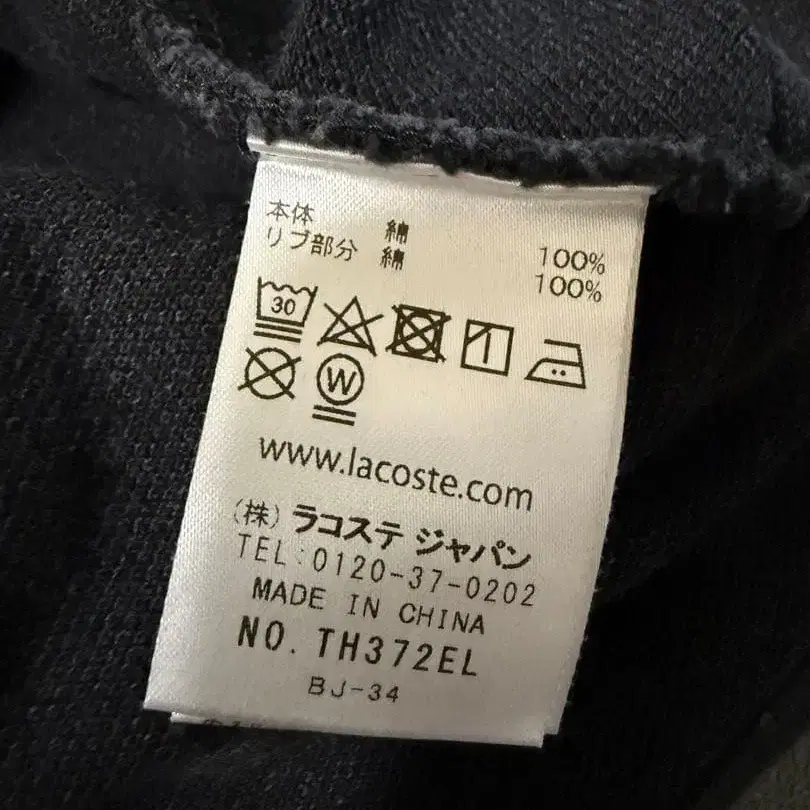 本体 綿 100%
リブ部分 綿 100%
30
W
www.lacoste.com
(株) ラコステ ジャパン
TEL:0120-37-0202
MADE IN CHINA
NO. TH372EL
BJ-34